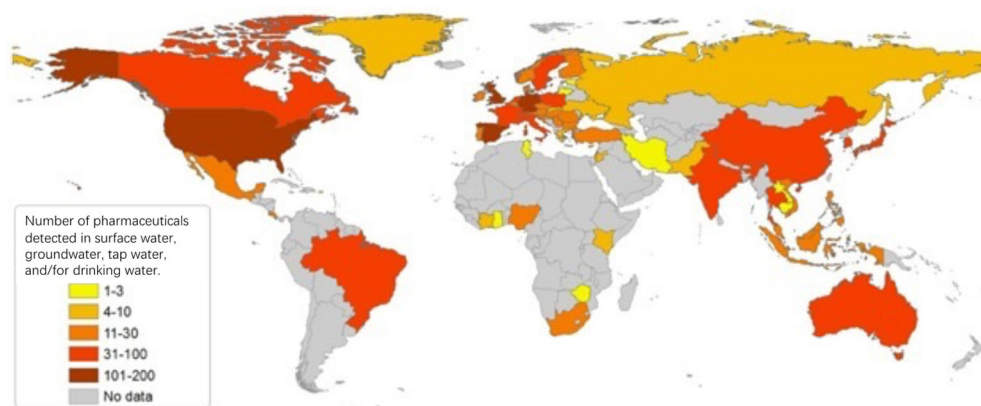 Number of pharmaceuticals
detected in surface water,
groundwater, tap water,
and/for drinking water.
1-3
4-10
11-30
31-100
101-200
No data